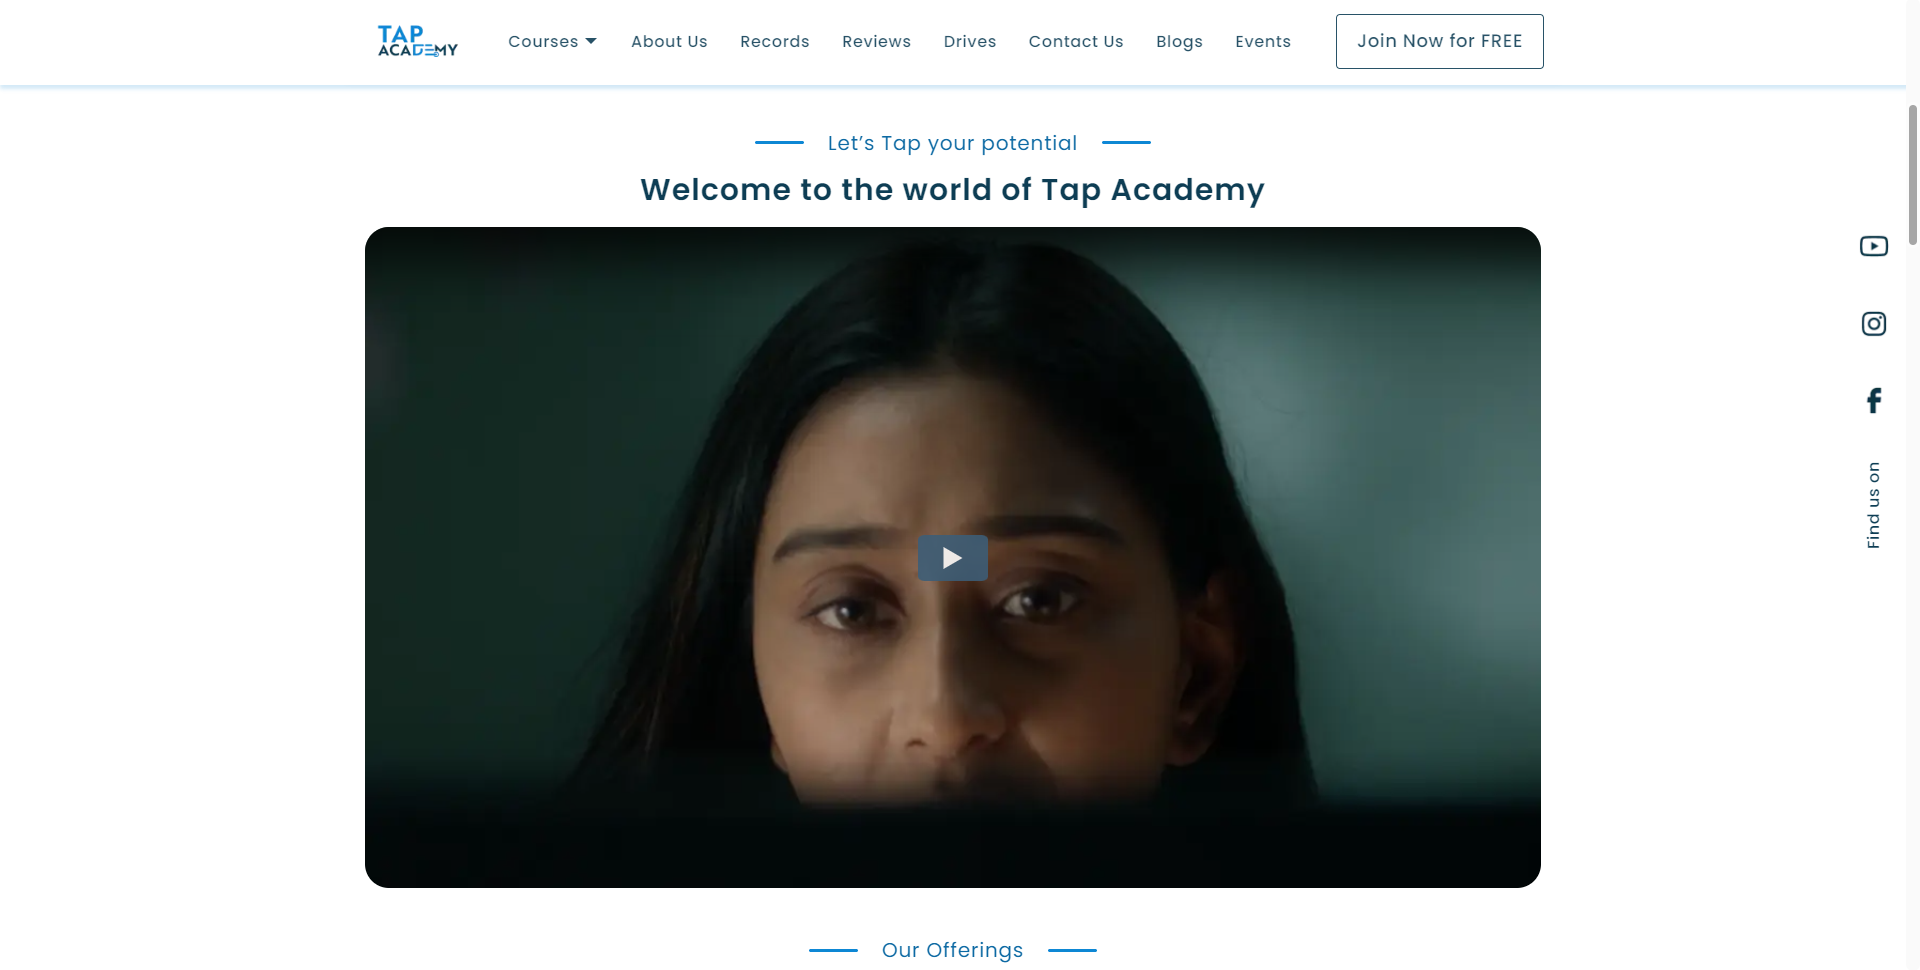 TAP
ACADEMY
Courses
About Us
Records
Reviews
Drives
Contact Us
Blogs
Events
Join Now for FREE
Let’s Tap your potential
Welcome to the world of Tap Academy
Find us on
Our Offerings